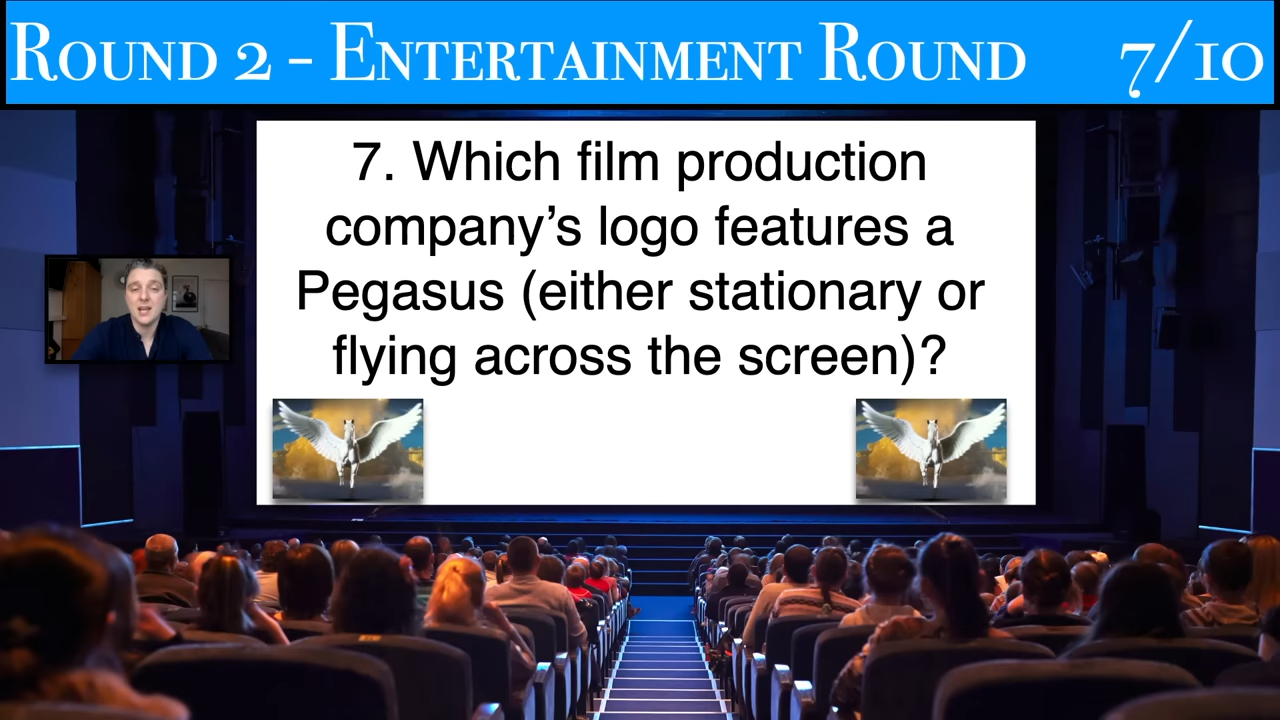 Round 2 - Entertainment Round 7/10
7. Which film production
company’s logo features a
Pegasus (either stationary or
flying across the screen)?